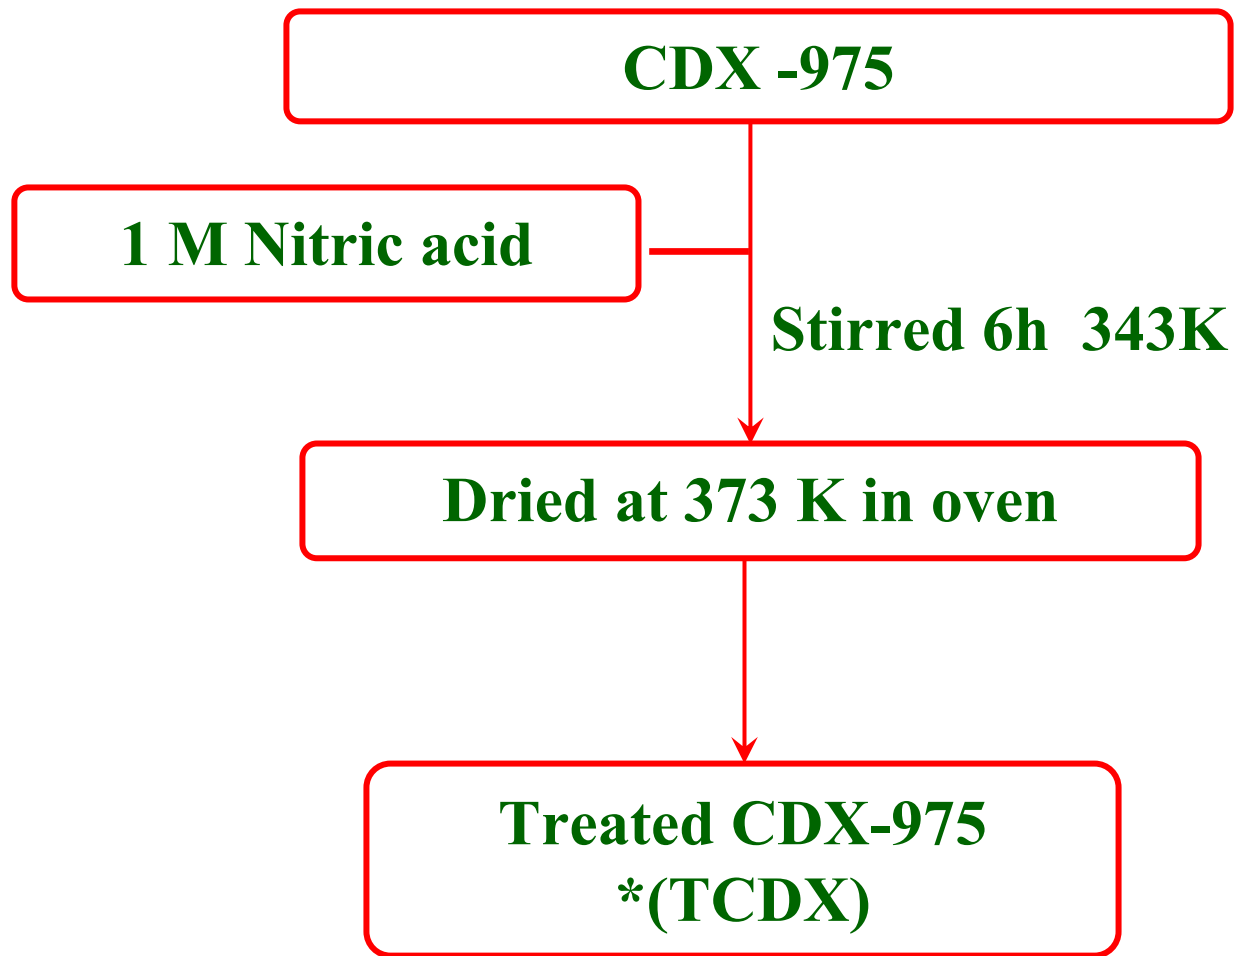 CDX -975
1 M Nitric acid
Stirred 6h  343K
Dried at 373 K in oven
Treated CDX-975
*(TCDX)